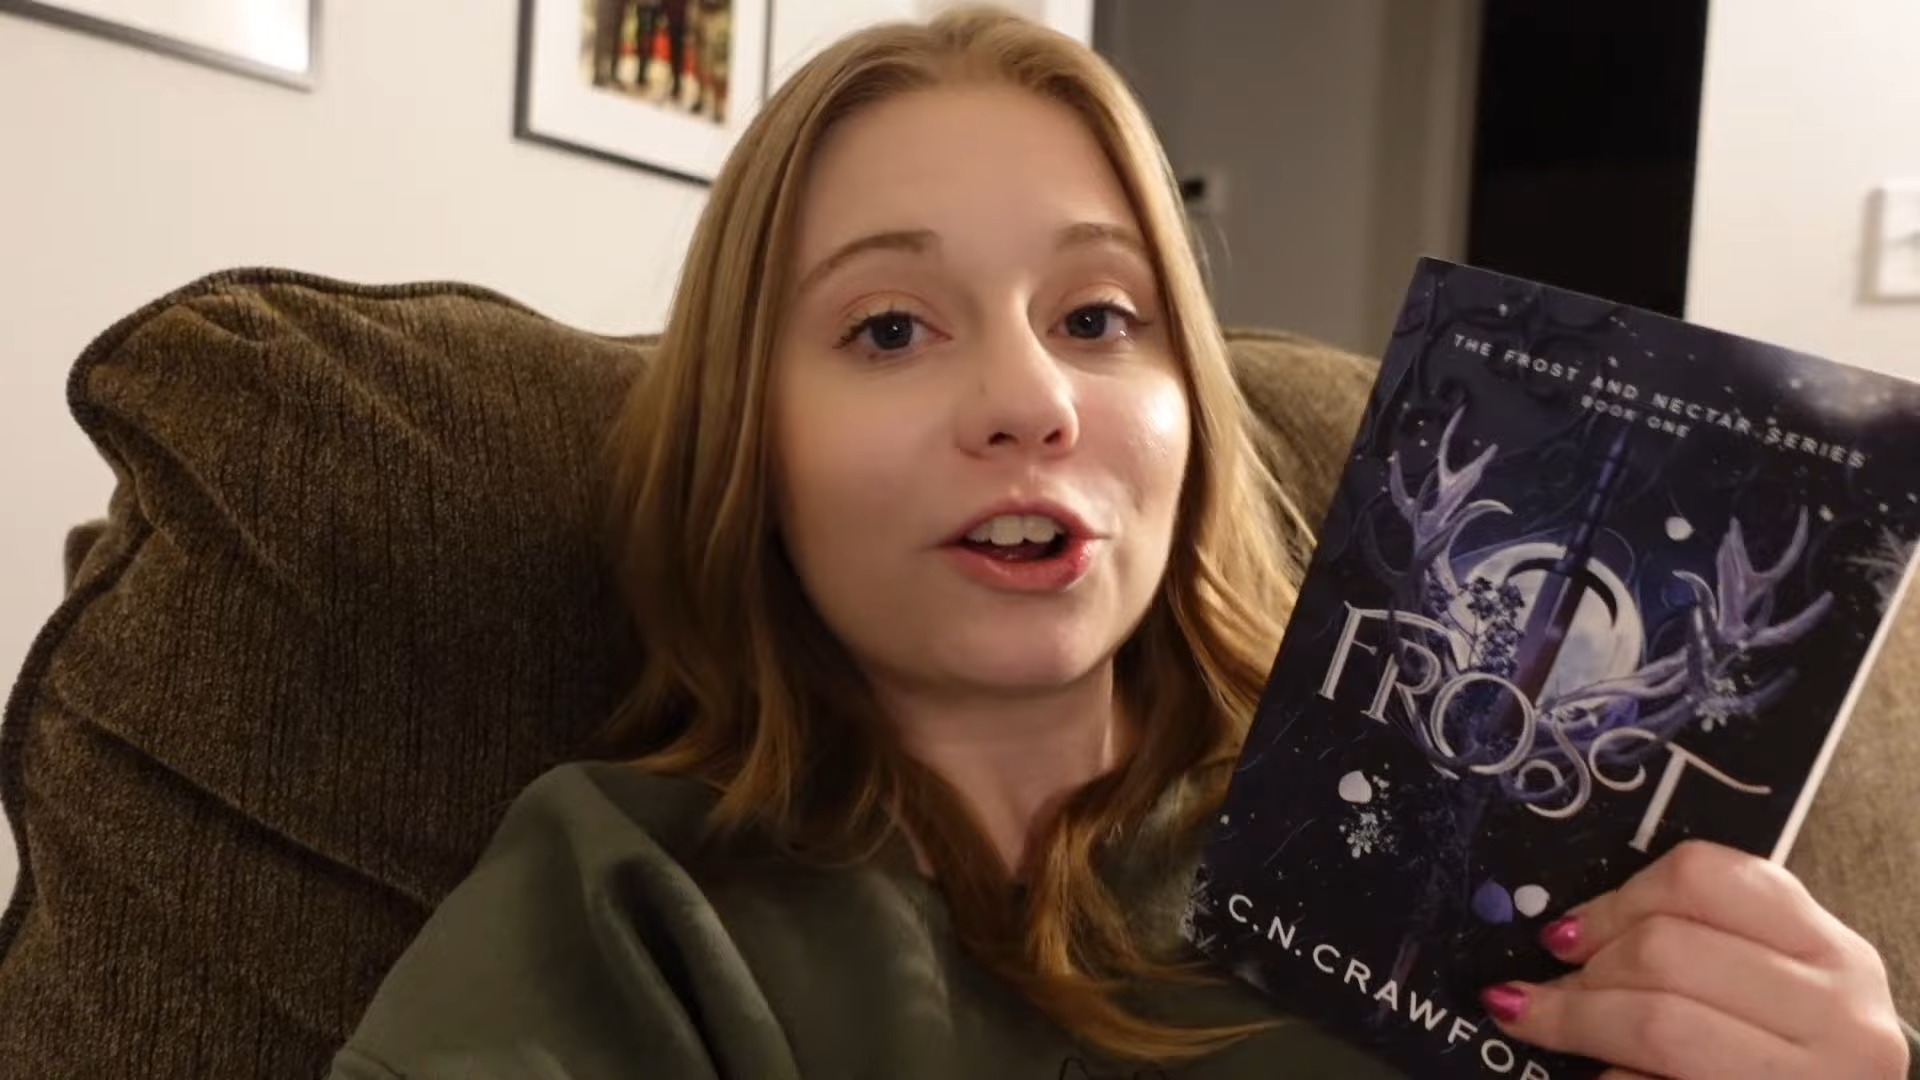 THE FROST AND NECTAR SERIES
BOOK ONE
FROST
C.N.CRAWFOR